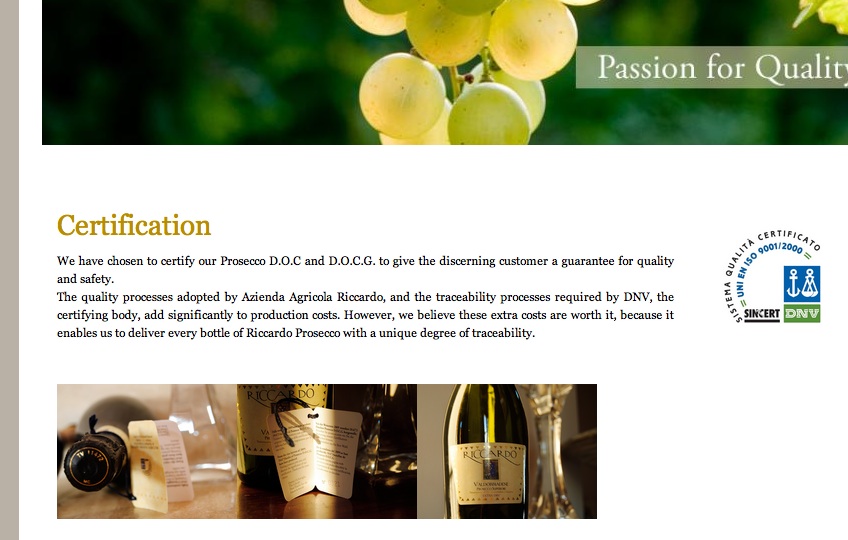 Passion for Quality
Certification
We have chosen to certify our Prosecco D.O.C and D.O.C.G. to give the discerning customer a guarantee for quality
and safety.
The quality processes adopted by Azienda Agricola Riccardo, and the traceability processes required by DNV, the
certifying body, add significantly to production costs. However, we believe these extra costs are worth it, because it
enables us to deliver every bottle of Riccardo Prosecco with a unique degree of traceability.
SISTEMA QUALITÀ CERTIFICATO
UNI EN ISO 9001/2000
SINCERT
DNV
RICCARDO
RICCARDO
VALDOBBIADENE